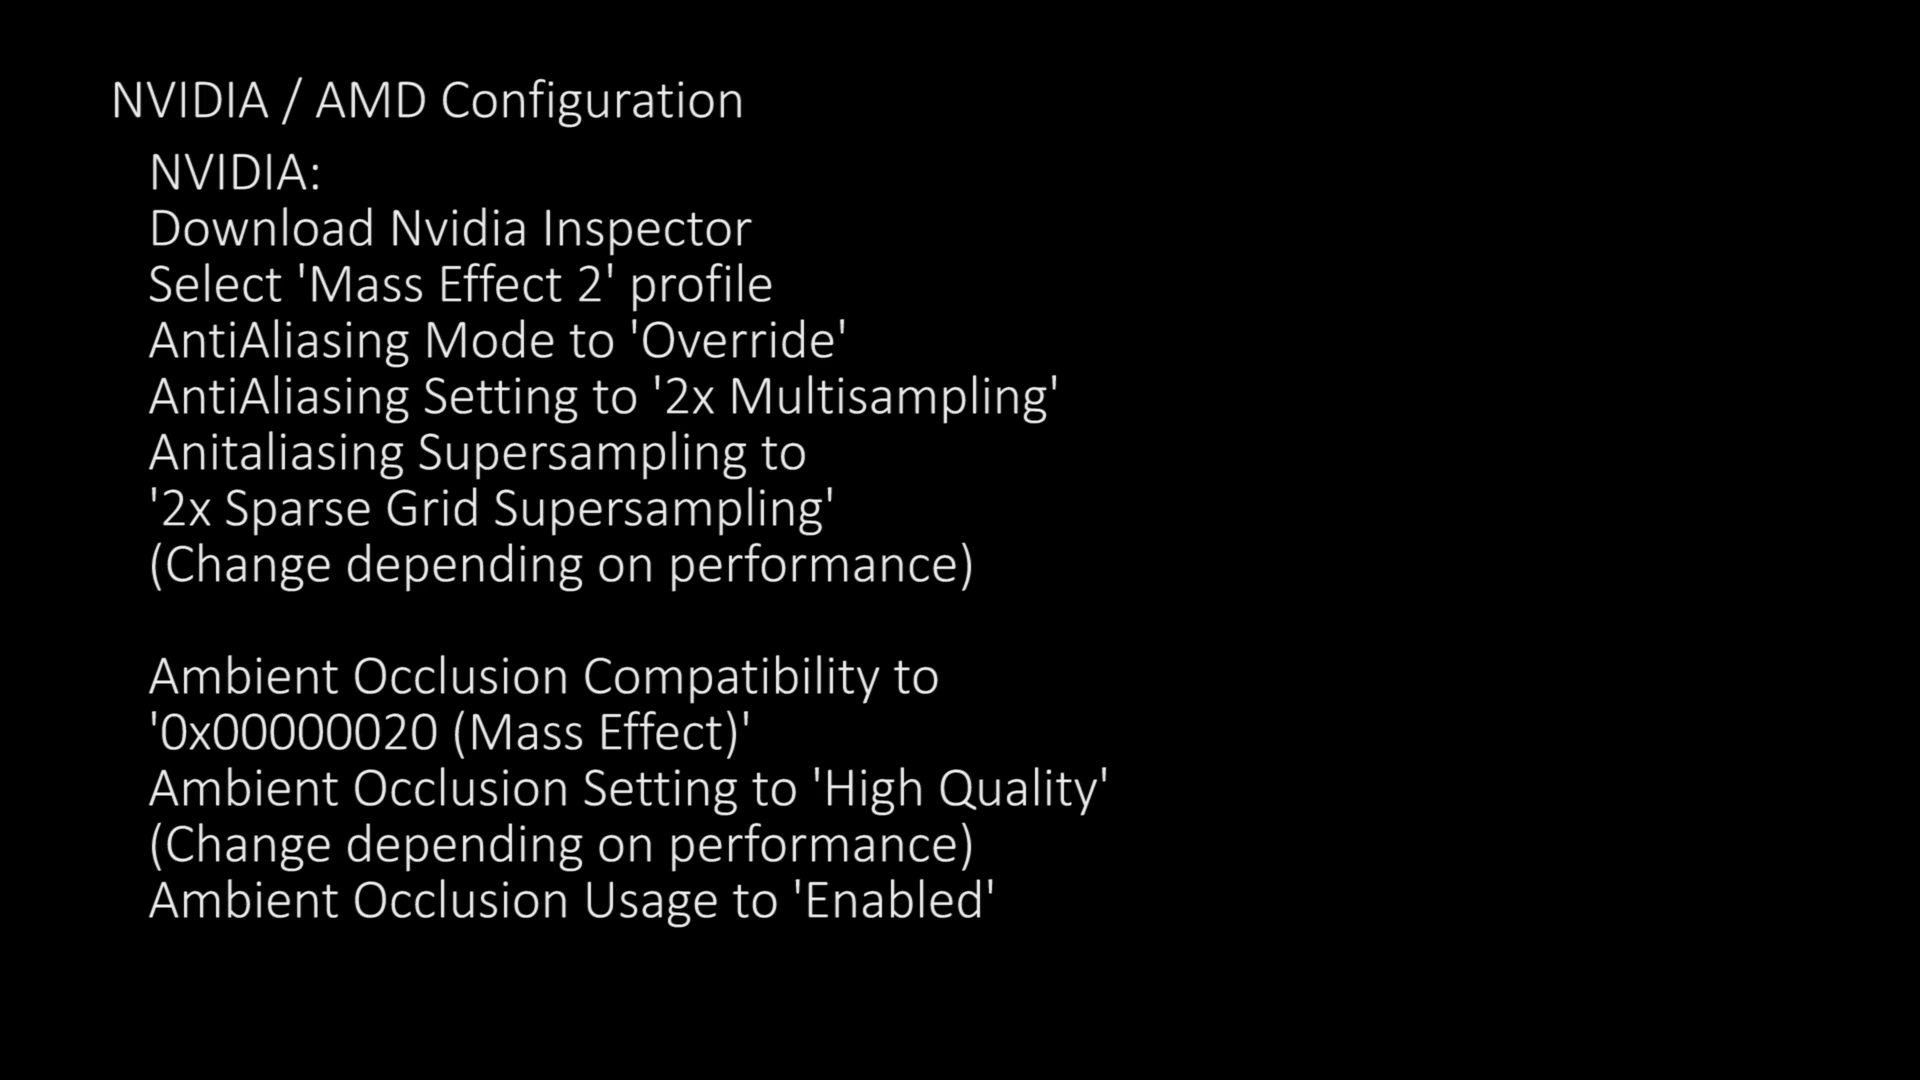 NVIDIA / AMD Configuration
NVIDIA:
Download Nvidia Inspector
Select 'Mass Effect 2' profile
AntiAliasing Mode to 'Override'
AntiAliasing Setting to '2x Multisampling'
Anitaliasing Supersampling to
'2x Sparse Grid Supersampling'
(Change depending on performance)
Ambient Occlusion Compatibility to
'0x00000020 (Mass Effect)'
Ambient Occlusion Setting to 'High Quality'
(Change depending on performance)
Ambient Occlusion Usage to 'Enabled'